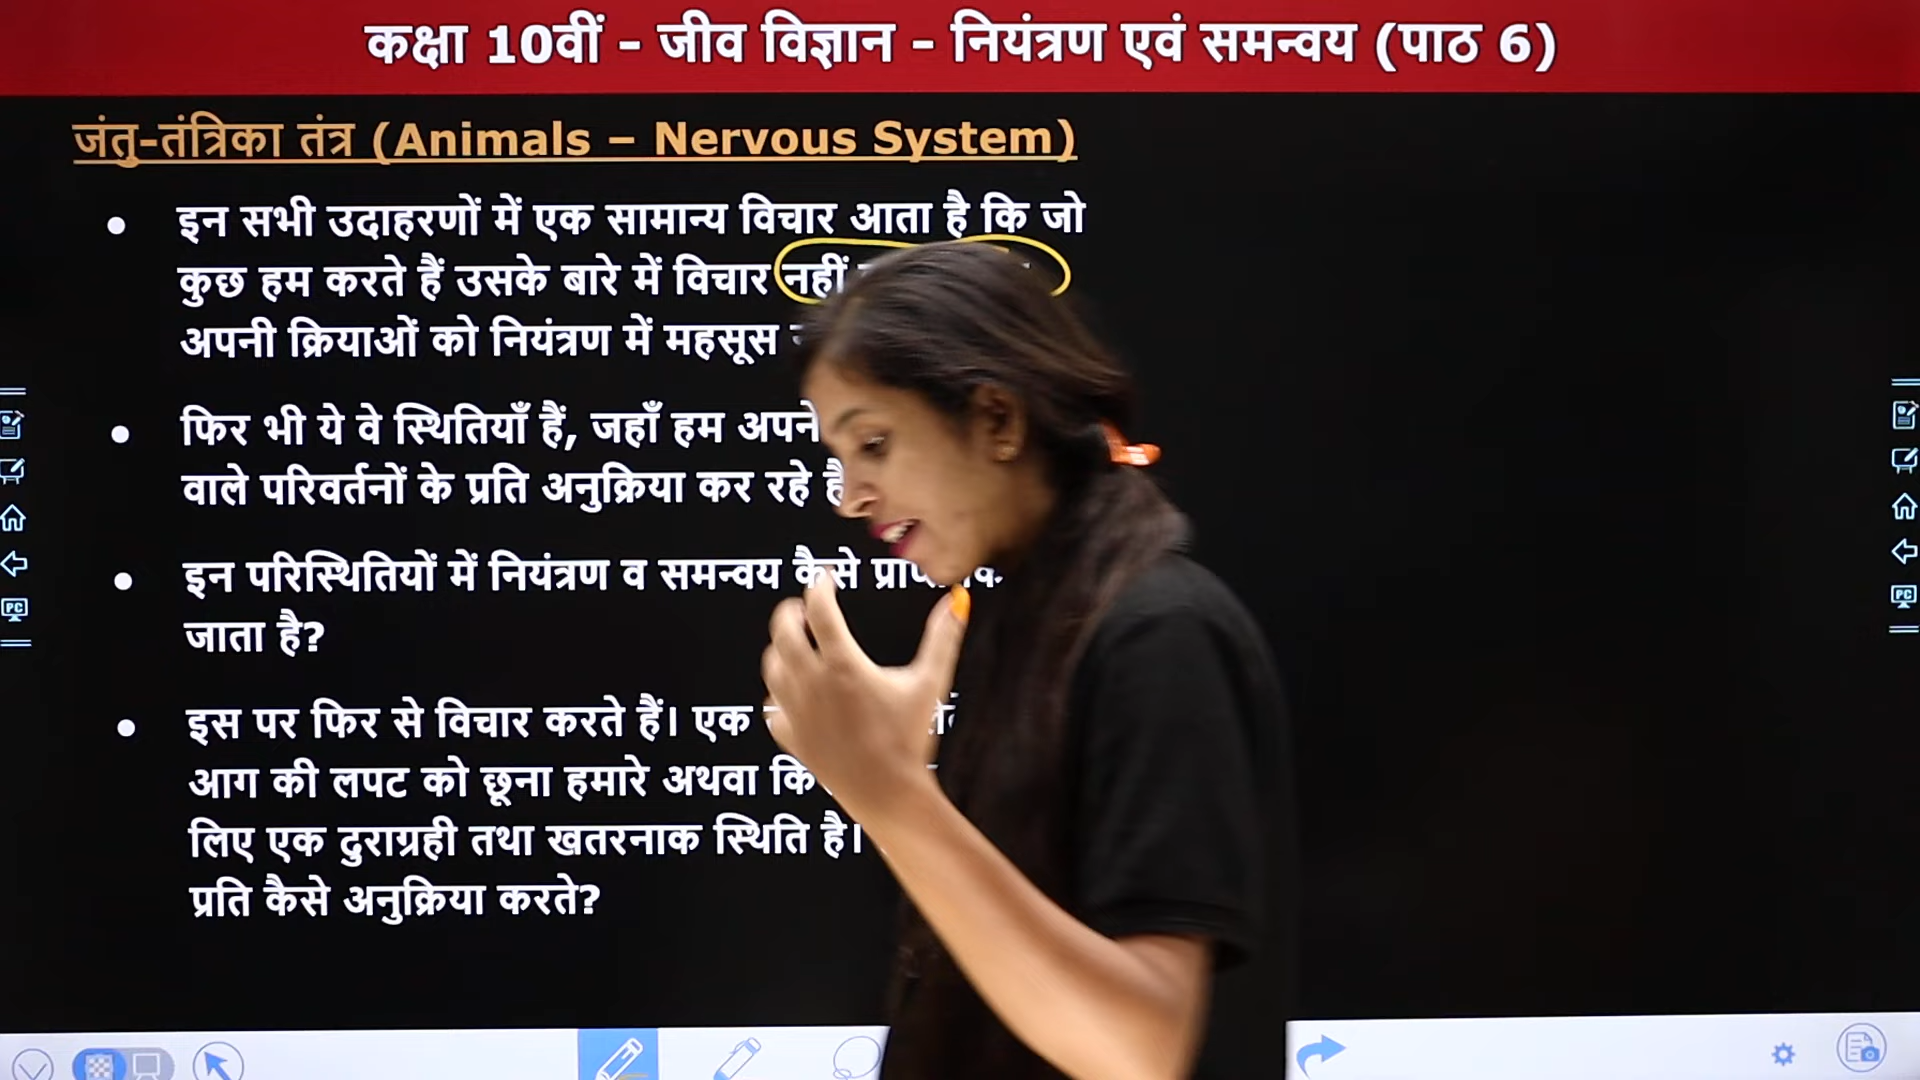 कक्षा 10वीं - जीव विज्ञान - नियंत्रण एवं समन्वय (पाठ 6)
जंतु-तंत्रिका तंत्र (Animals – Nervous System)
• इन सभी उदाहरणों में एक सामान्य विचार आता है कि जो
कुछ हम करते हैं उसके बारे में विचार नहीं
अपनी क्रियाओं को नियंत्रण में महसूस
• फिर भी ये वे स्थितियाँ हैं, जहाँ हम अपने
वाले परिवर्तनों के प्रति अनुक्रिया कर रहे
• इन परिस्थितियों में नियंत्रण व समन्वय कैसे
जाता है?
• इस पर फिर से विचार करते हैं। एक
आग की लपट को छूना हमारे अथवा
लिए एक दुराग्रही तथा खतरनाक स्थिति है।
प्रति कैसे अनुक्रिया करते?
PC
PC